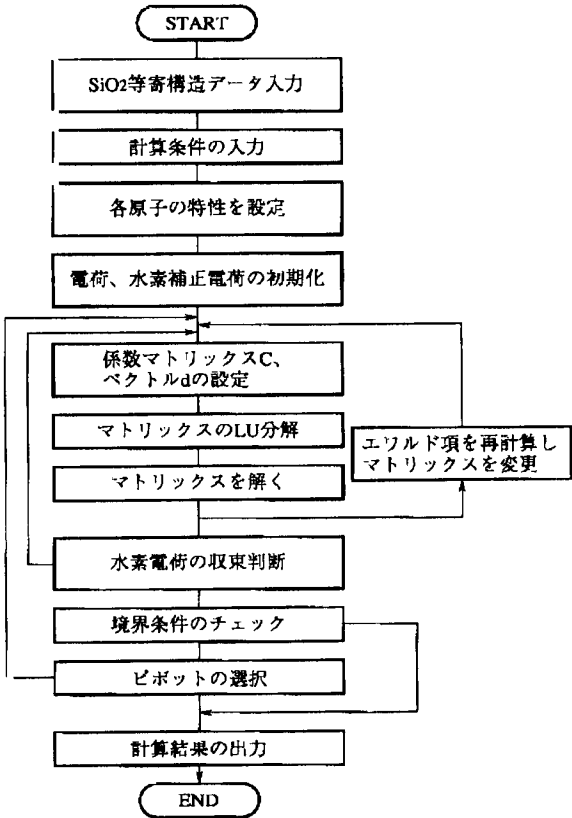 START
SiO2等寄構造データ入力
計算条件の入力
各原子の特性を設定
電荷、水素補正電荷の初期化
係数マトリックスC、
ベクトルdの設定
マトリックスのLU分解
マトリックスを解く
エワルド項を再計算し
マトリックスを変更
水素電荷の収束判断
境界条件のチェック
ピボットの選択
計算結果の出力
END